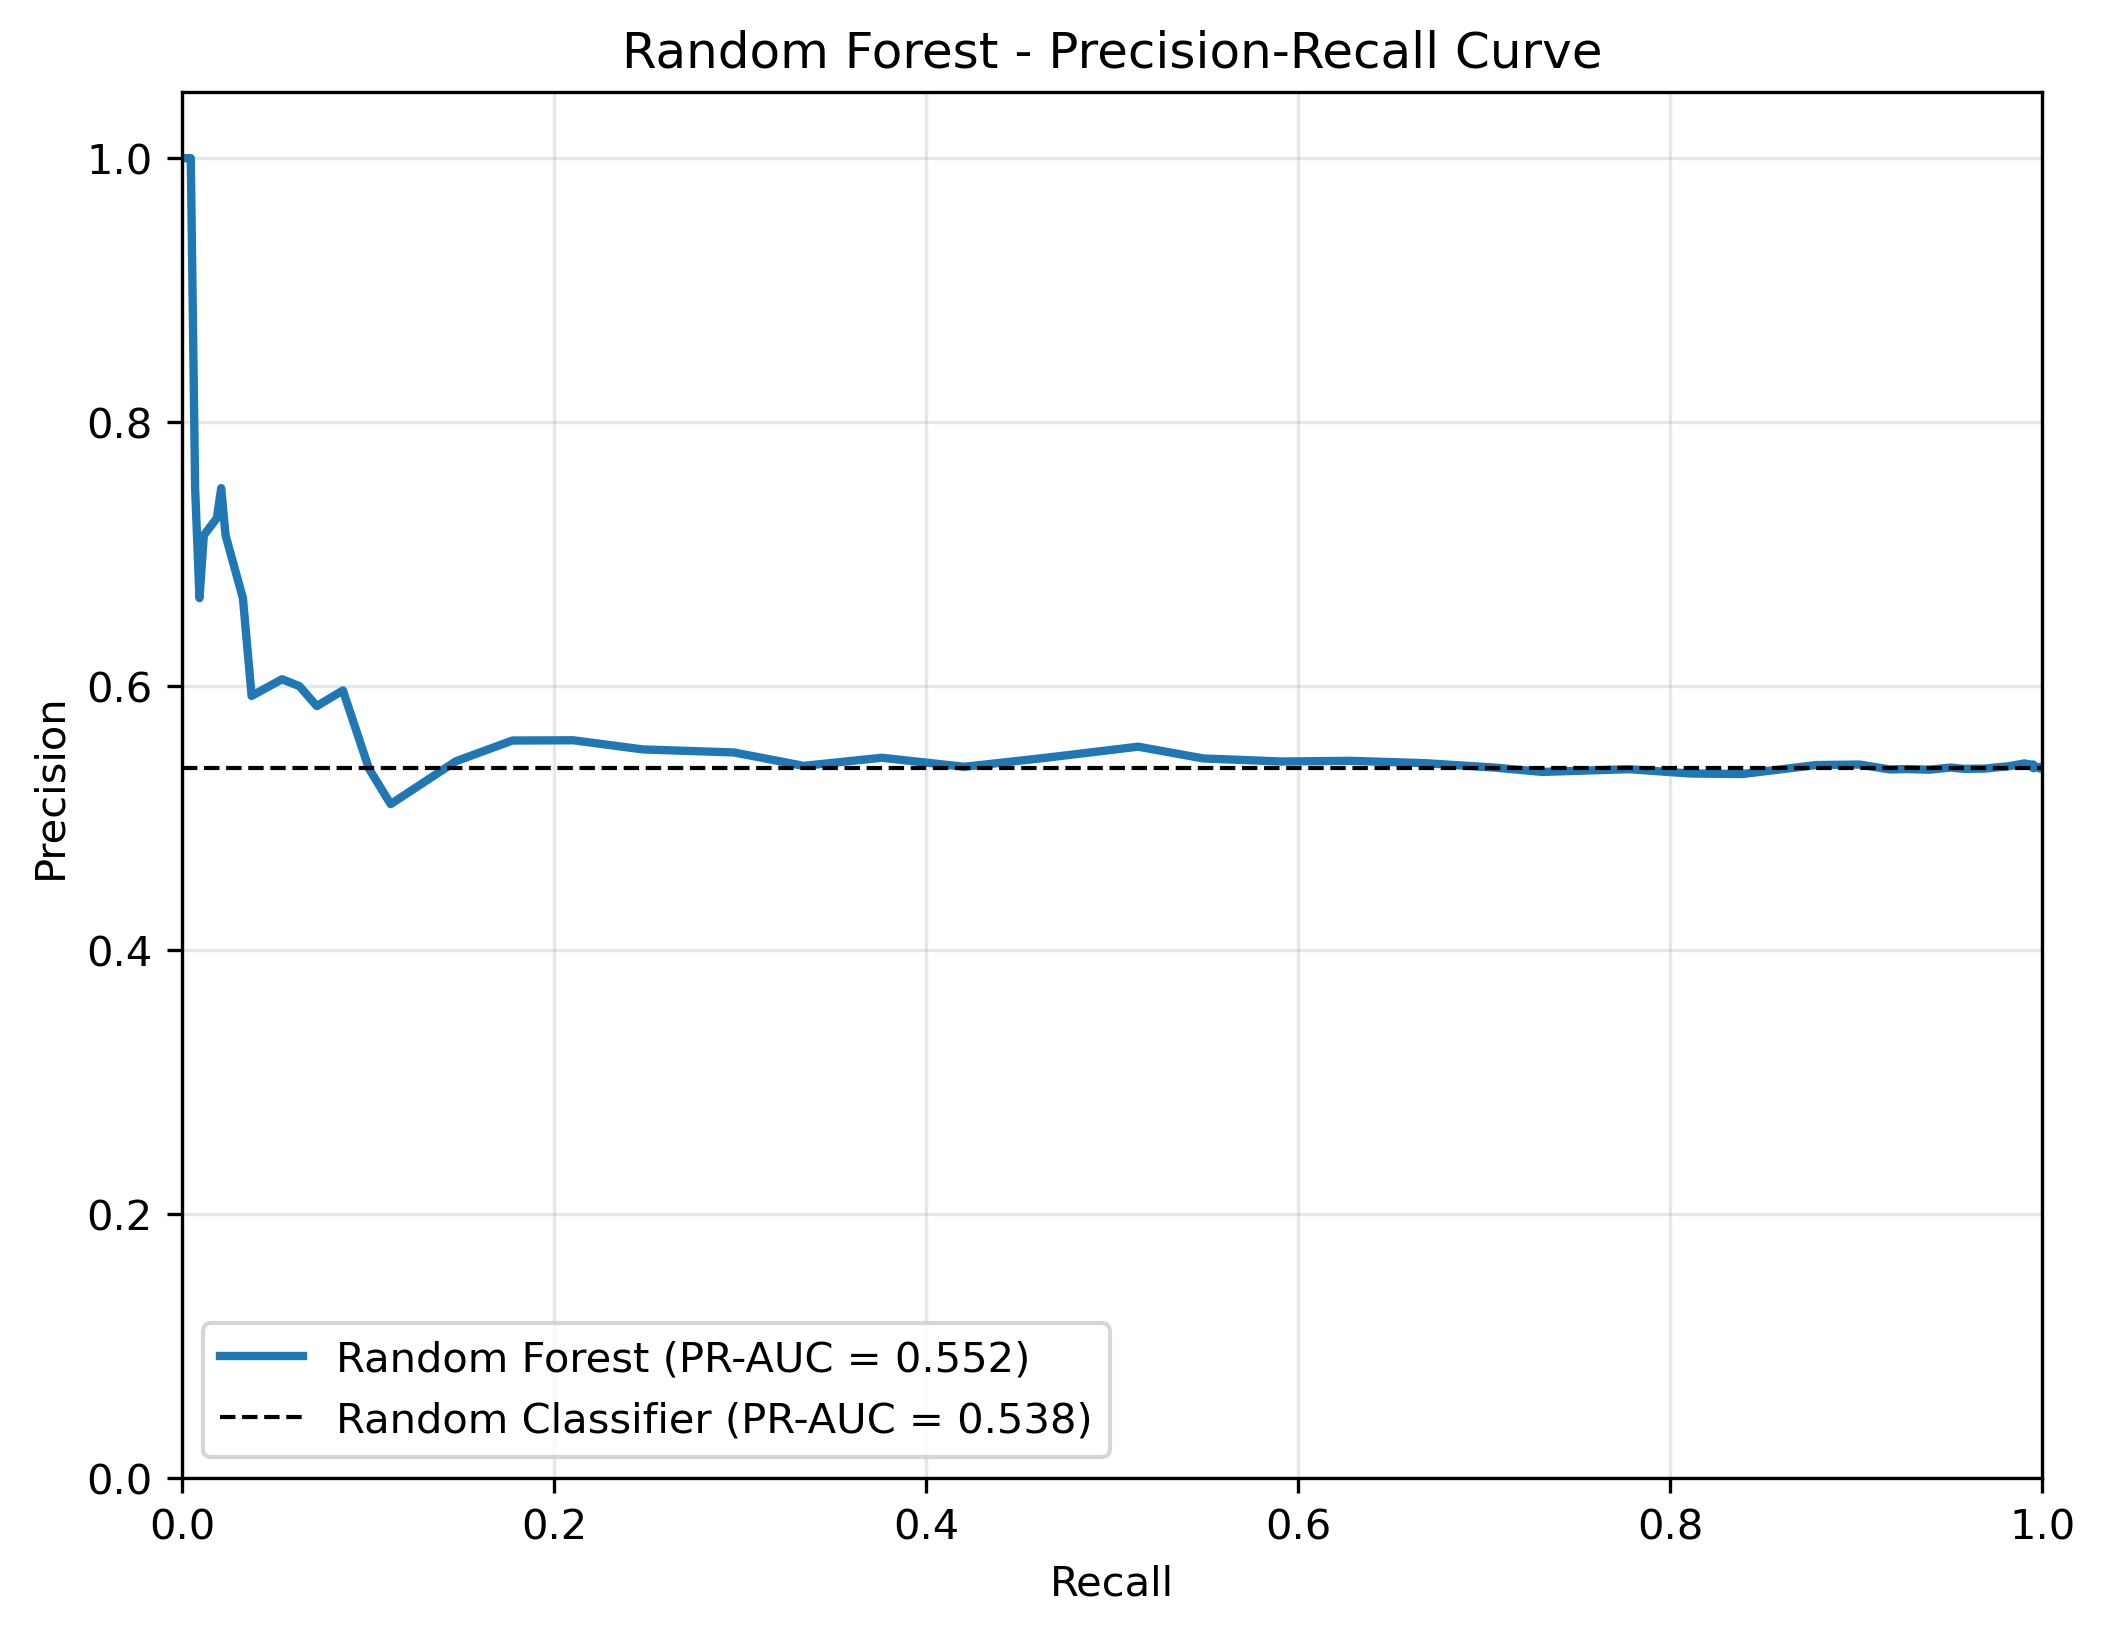 Random Forest - Precision-Recall Curve
1.0
0.8
0.6
0.4
0.2
0.0
Precision
Random Forest (PR-AUC = 0.552)
Random Classifier (PR-AUC = 0.538)
0.0 0.2 0.4 0.6 0.8 1.0
Recall